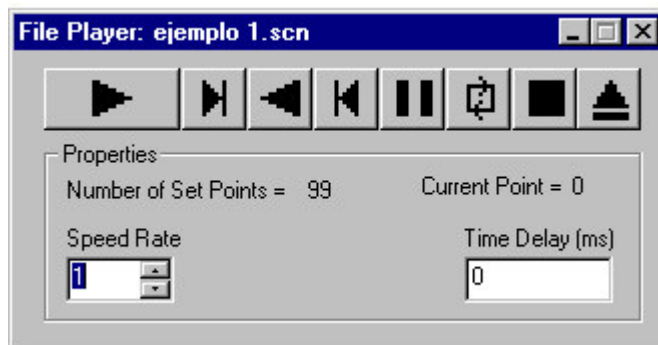 File Player: ejemplo 1.scn
Properties
Number of Set Points = 99 Current Point = 0
Speed Rate Time Delay (ms)
1 0